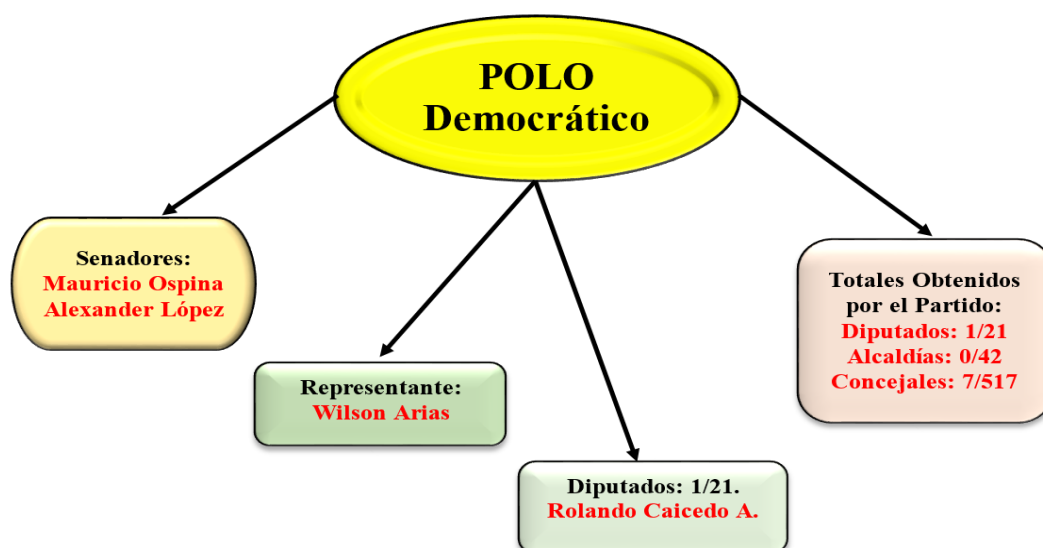 POLO
Democrático
Senadores:
Mauricio Ospina
Alexander López
Totales Obtenidos
por el Partido:
Diputados: 1/21
Alcaldías: 0/42
Concejales: 7/517
Representante:
Wilson Arias
Diputados: 1/21.
Rolando Caicedo A.